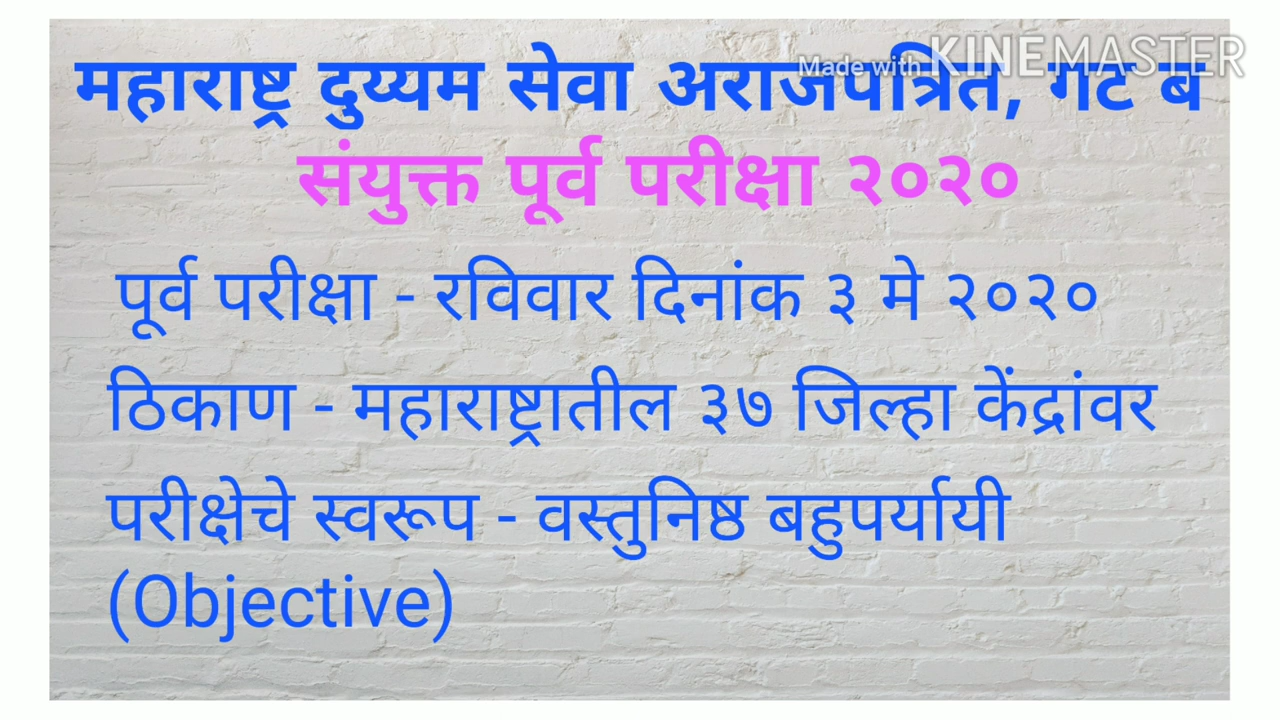 Made with KINEMASTER
महाराष्ट्र दुय्यम सेवा अराजपत्रित, गट ब
संयुक्त पूर्व परीक्षा २०२०
पूर्व परीक्षा - रविवार दिनांक ३ मे २०२०
ठिकाण - महाराष्ट्रातील ३७ जिल्हा केंद्रांवर
परीक्षेचे स्वरूप - वस्तुनिष्ठ बहुपर्यायी
(Objective)